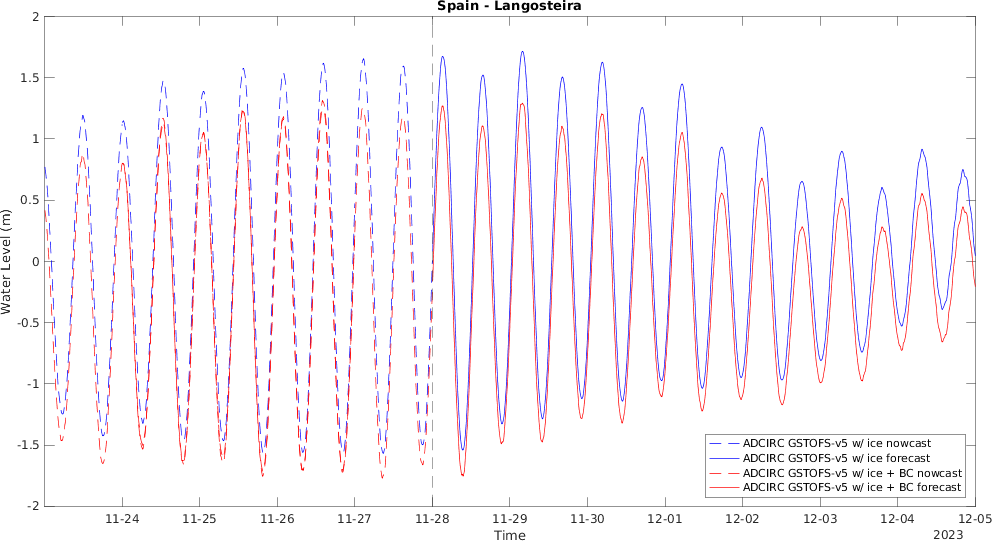 Spain - Langosteira
2
1.5
1
0.5
0
-0.5
-1
-1.5
-2
Water Level (m)
11-24 11-25 11-26 11-27 11-28 11-29 11-30 12-01 12-02 12-03 12-04 12-05
Time
2023
ADCIRC GSTOFS-v5 w/ ice nowcast
ADCIRC GSTOFS-v5 w/ ice forecast
ADCIRC GSTOFS-v5 w/ ice + BC nowcast
ADCIRC GSTOFS-v5 w/ ice + BC forecast